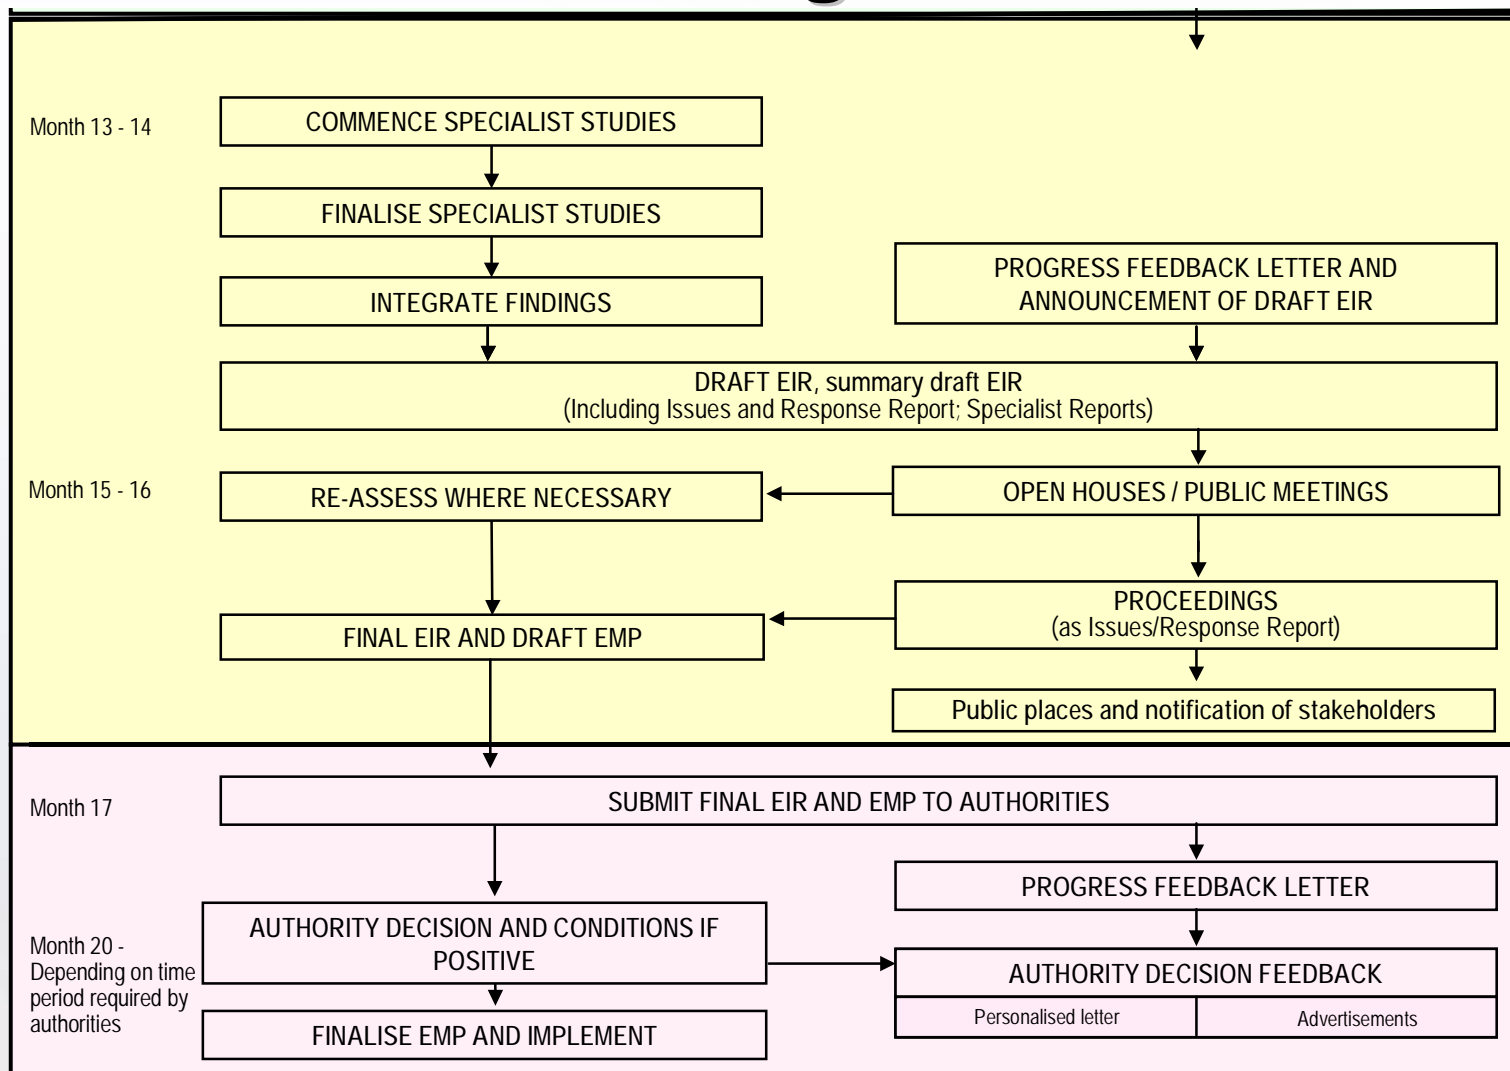 Month 13 - 14
COMMENCE SPECIALIST STUDIES
FINALISE SPECIALIST STUDIES
INTEGRATE FINDINGS
PROGRESS FEEDBACK LETTER AND
ANNOUNCEMENT OF DRAFT EIR
DRAFT EIR, summary draft EIR
(Including Issues and Response Report; Specialist Reports)
Month 15 - 16
RE-ASSESS WHERE NECESSARY
OPEN HOUSES / PUBLIC MEETINGS
PROCEEDINGS
(as Issues/Response Report)
FINAL EIR AND DRAFT EMP
Public places and notification of stakeholders
Month 17
SUBMIT FINAL EIR AND EMP TO AUTHORITIES
PROGRESS FEEDBACK LETTER
Month 20 -
Depending on time
period required by
authorities
AUTHORITY DECISION AND CONDITIONS IF
POSITIVE
AUTHORITY DECISION FEEDBACK
Personalised letter
Advertisements
FINALISE EMP AND IMPLEMENT